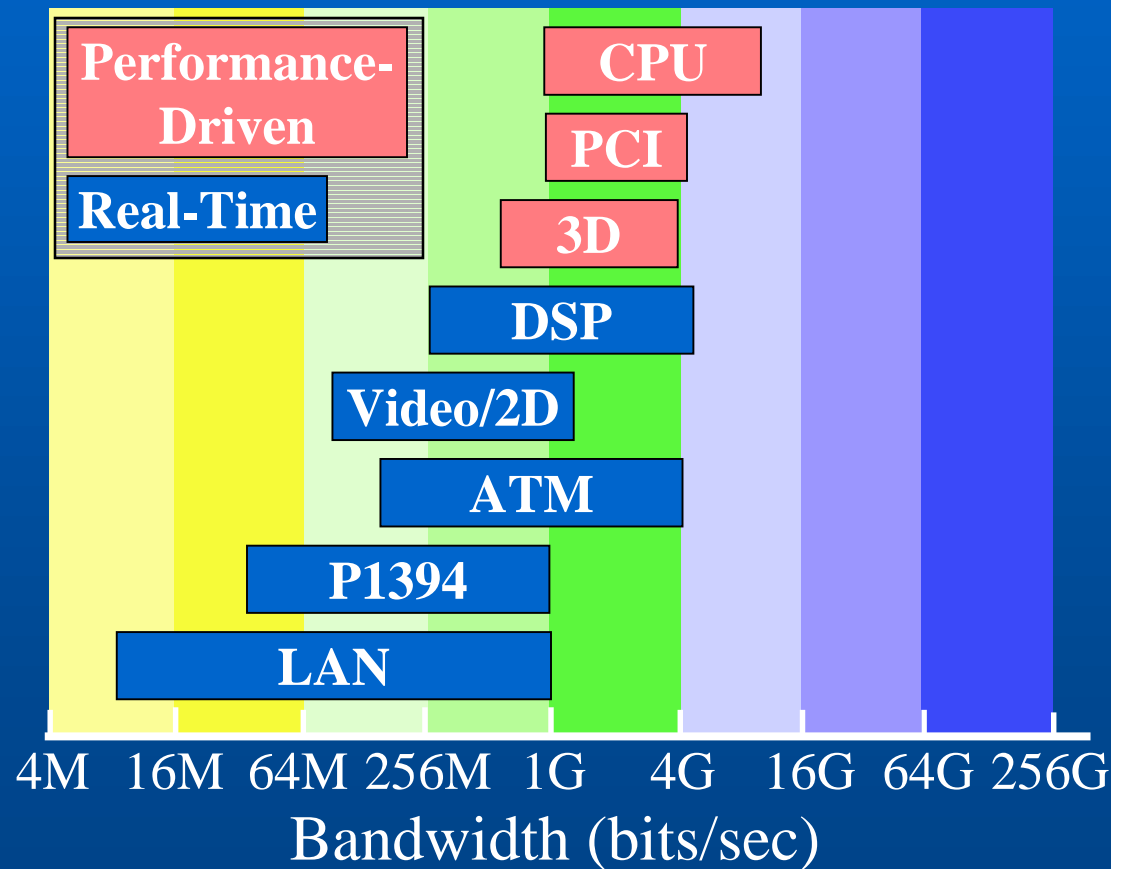 Performance-
Driven
Real-Time
CPU
PCI
3D
DSP
Video/2D
ATM
P1394
LAN
4M 16M 64M 256M 1G 4G 16G 64G 256G
Bandwidth (bits/sec)